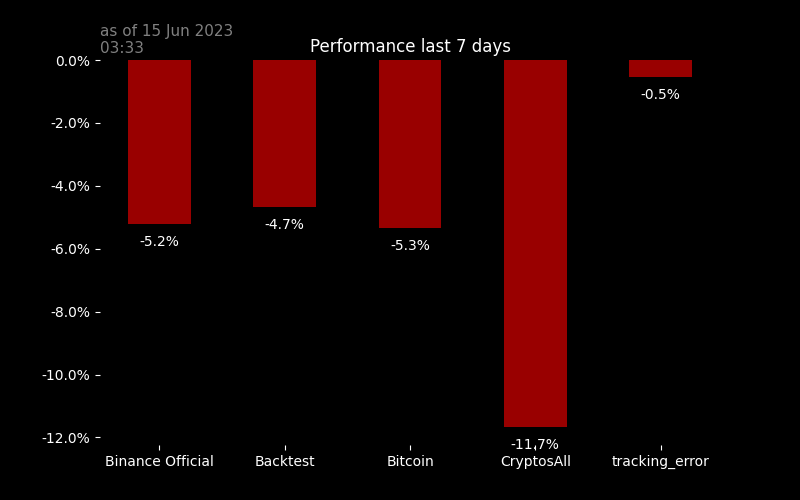 as of 15 Jun 2023
03:33
Performance last 7 days
0.0%
-2.0%
-4.0%
-6.0%
-8.0%
-10.0%
-12.0%
-5.2%
-4.7%
-5.3%
-11.7%
-0.5%
Binance Official
Backtest
Bitcoin
CryptosAll
tracking_error